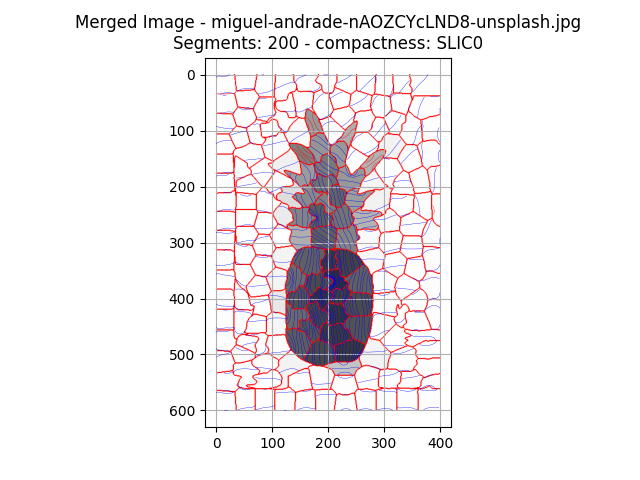 Merged Image - miguel-andrade-nAOZCYcLND8-unsplash.jpg
Segments: 200 - compactness: SLIC0
0
100
200
300
400
500
600
0 100 200 300 400